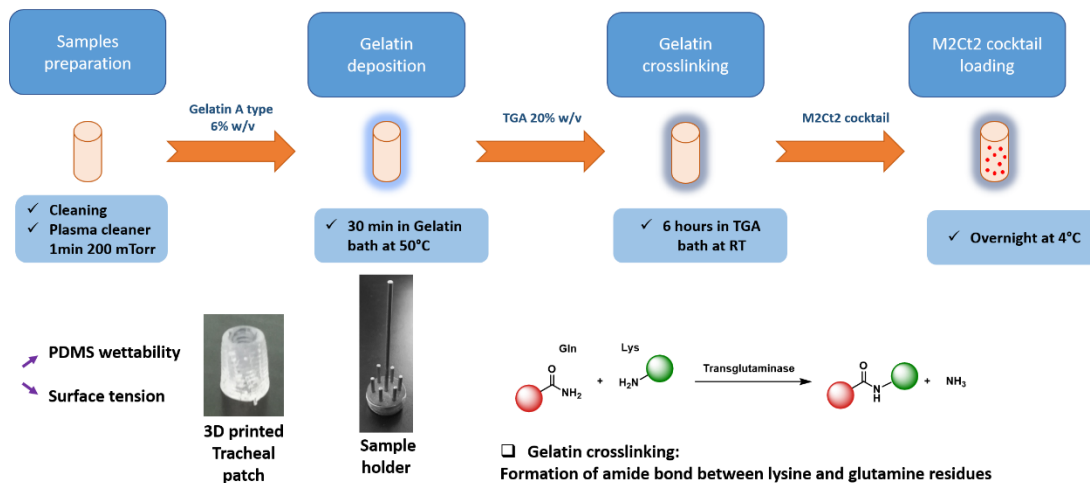 Samples
preparation
Gelatin
deposition
Gelatin
crosslinking
M2Ct2 cocktail
loading
Gelatin A type
6% w/v
TGA 20% w/v
M2Ct2 cocktail
✓ Cleaning
✓ Plasma cleaner
1min 200 mTorr
✓ 30 min in Gelatin
bath at 50°C
✓ 6 hours in TGA
bath at RT
✓ Overnight at 4°C
PDMS wettability
Surface tension
3D printed
Tracheal
patch
Sample
holder
Gln
Lys
O
NH2
+
H2N
Transglutaminase
O
N
H
+ NH3
❑ Gelatin crosslinking:
Formation of amide bond between lysine and glutamine residues